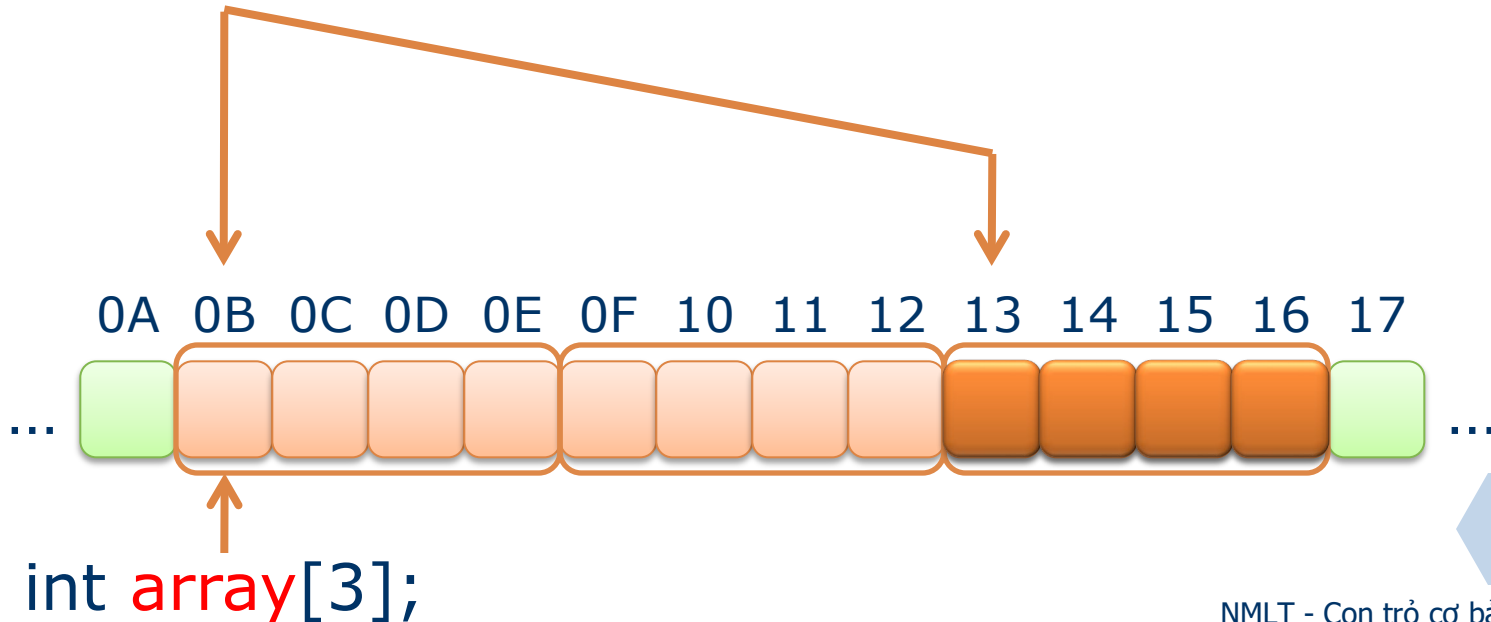 0A 0B 0C 0D 0E 0F 10 11 12 13 14 15 16 17
... ...
int array[3];
NMLT - Con trỏ cơ bả